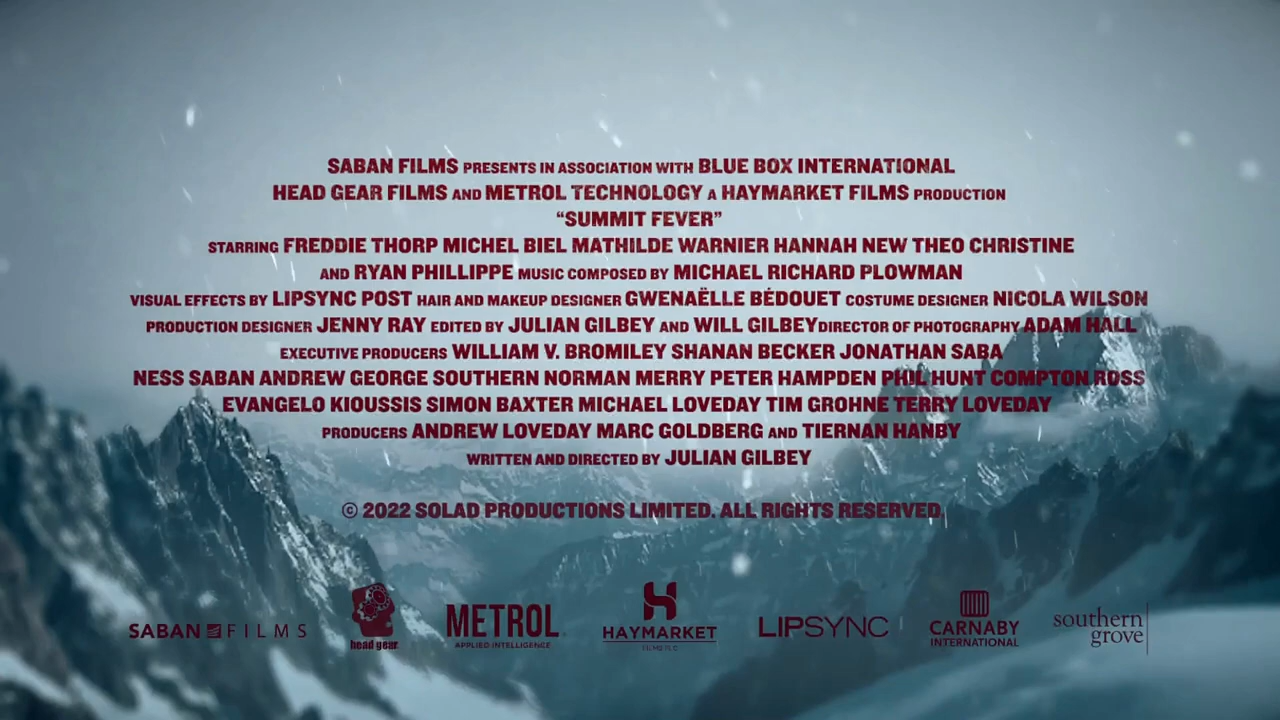 SABAN FILMS PRESENTS IN ASSOCIATION WITH BLUE BOX INTERNATIONAL
HEAD GEAR FILMS AND METROL TECHNOLOGY A HAYMARKET FILMS PRODUCTION
“SUMMIT FEVER”
STARRING FREDDIE THORP MICHEL BIEL MATHILDE WARNIER HANNAH NEW THEO CHRISTINE
AND RYAN PHILLIPPE MUSIC COMPOSED BY MICHAEL RICHARD PLOWMAN
VISUAL EFFECTS BY LIPSYNC POST HAIR AND MAKEUP DESIGNER GWENAËLLE BÉDOUET COSTUME DESIGNER NICOLA WILSON
PRODUCTION DESIGNER JENNY RAY EDITED BY JULIAN GILBEY AND WILL GILBEYDIRECTOR OF PHOTOGRAPHY ADAM HALL
EXECUTIVE PRODUCERS WILLIAM V. BROMILEY SHANAN BECKER JONATHAN SABA
NESS SABAN ANDREW GEORGE SOUTHERN NORMAN MERRY PETER HAMPDEN PHIL HUNT COMPTON ROSS
EVANGELO KIOUSSIS SIMON BAXTER MICHAEL LOVEDAY TIM GROHNE TERRY LOVEDAY
PRODUCERS ANDREW LOVEDAY MARC GOLDBERG AND TIERNAN HANBY
WRITTEN AND DIRECTED BY JULIAN GILBEY
© 2022 SOLAD PRODUCTIONS LIMITED. ALL RIGHTS RESERVED.
SABAN FILMS
head gear
METROL
APPLIED INTELLIGENCE
HAYMARKET
LIPSYNC
CARNABY
INTERNATIONAL
southern
grove